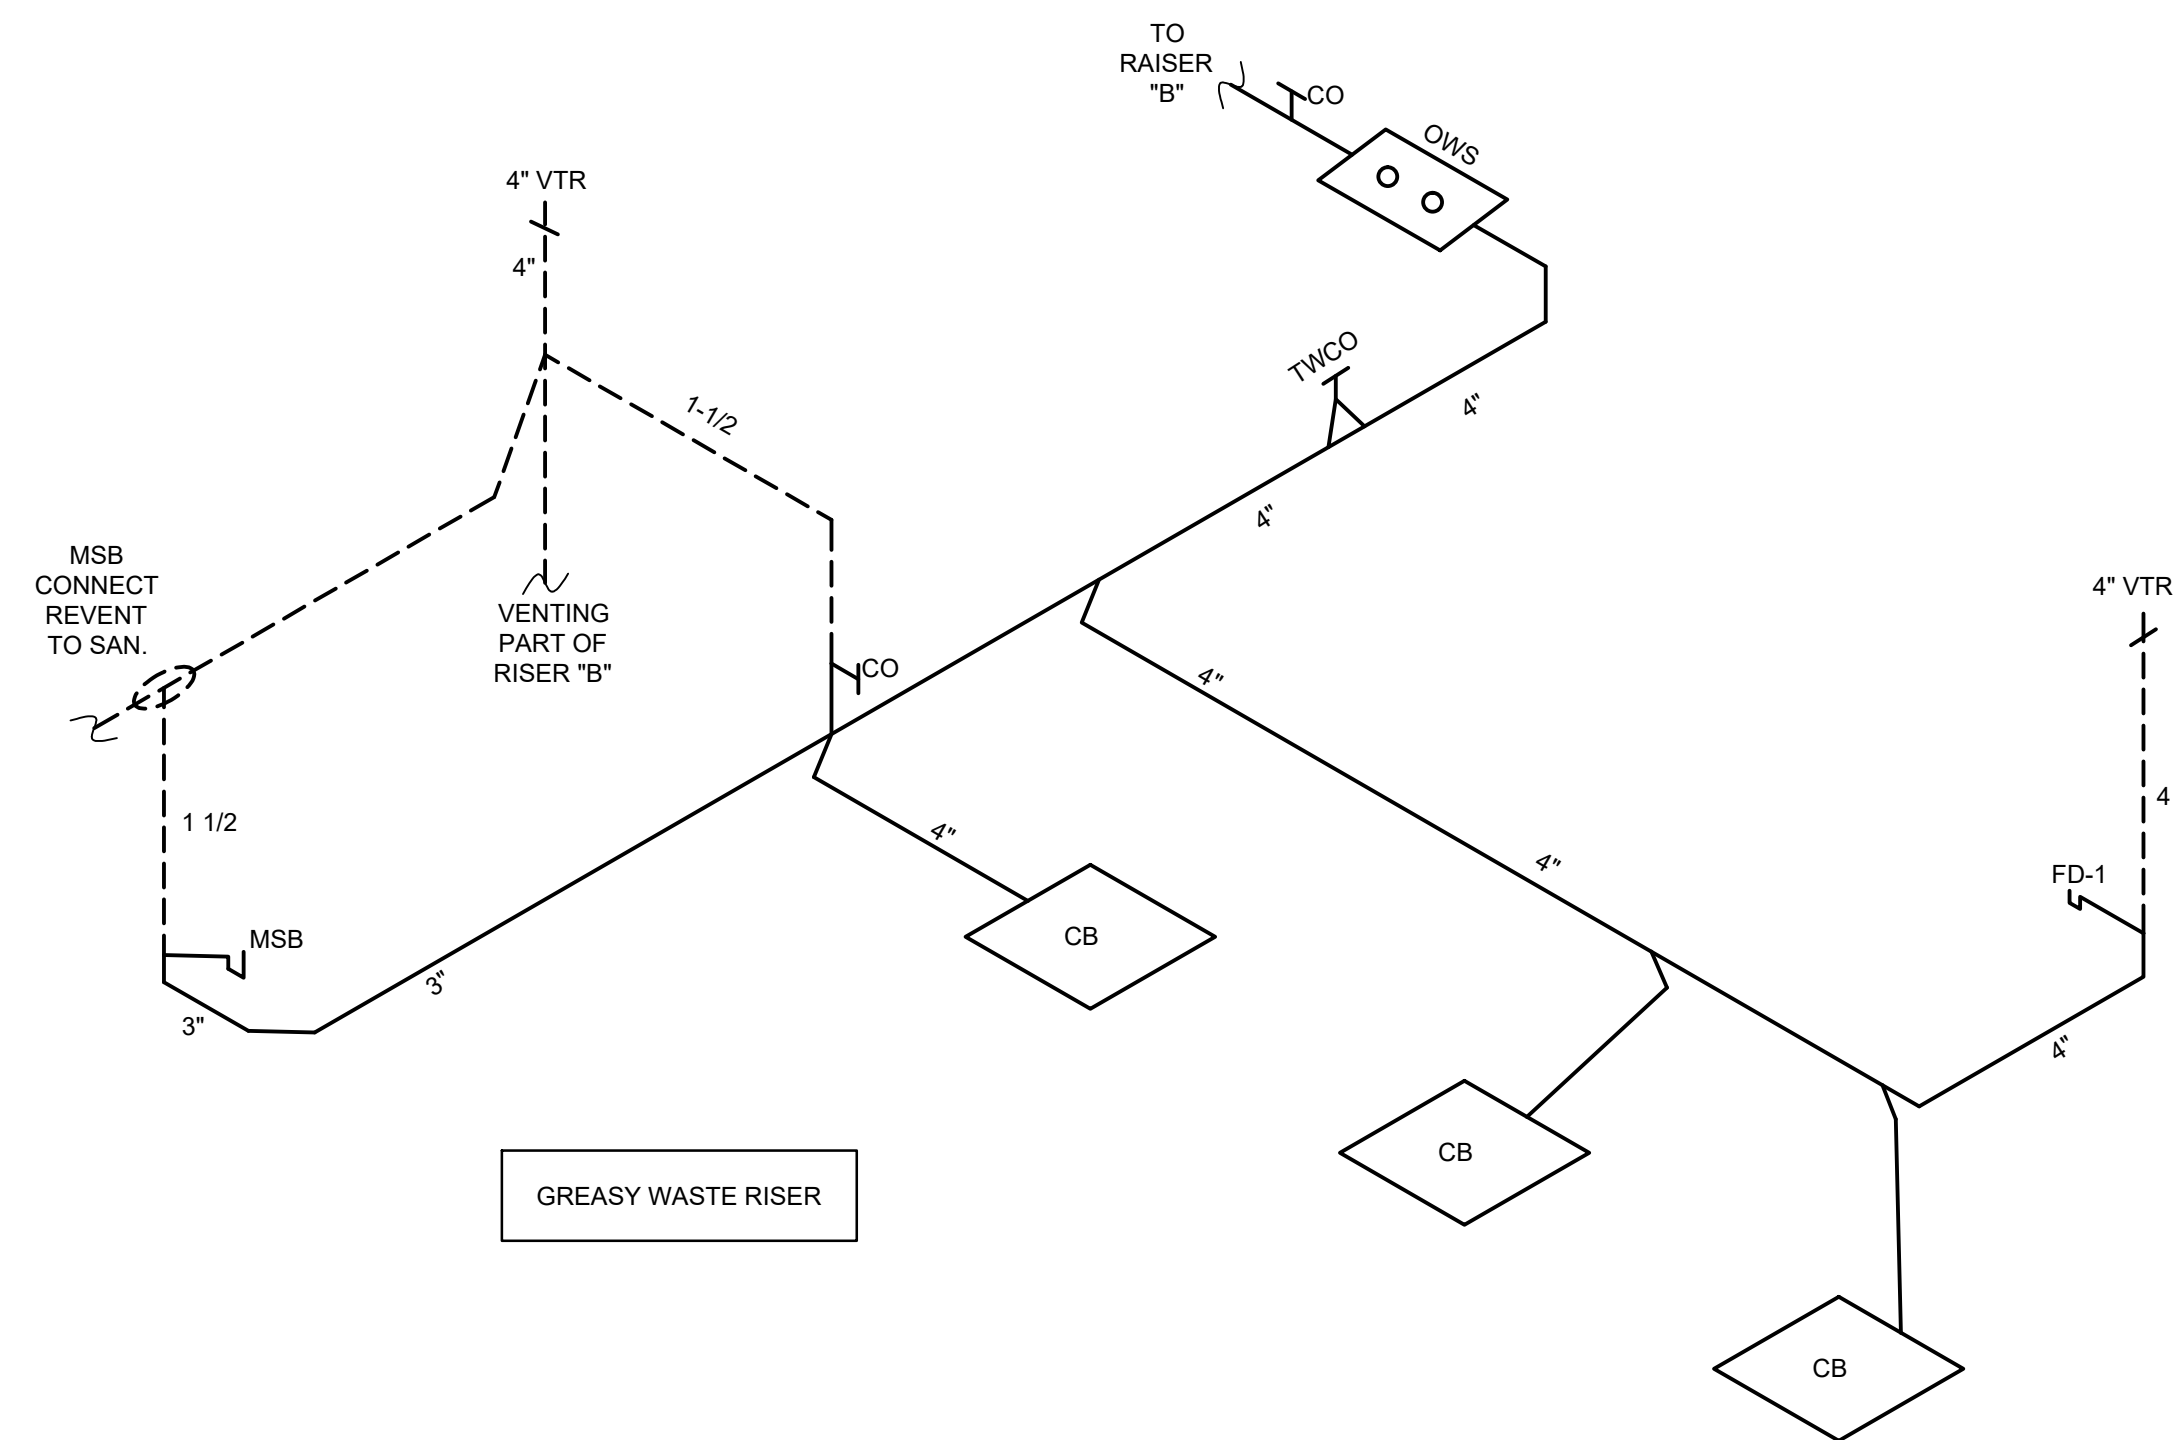 TO
RAISER
"B"
CO
OWS
4" VTR
4"
TWCO
4"
1-1/2
4"
MSB
CONNECT
REVENT
TO SAN.
VENTING
PART OF
RISER "B"
4" VTR
CO
4"
4
1 1/2
4"
4"
FD-1
MSB
CB
3"
3"
4"
CB
GREASY WASTE RISER
CB